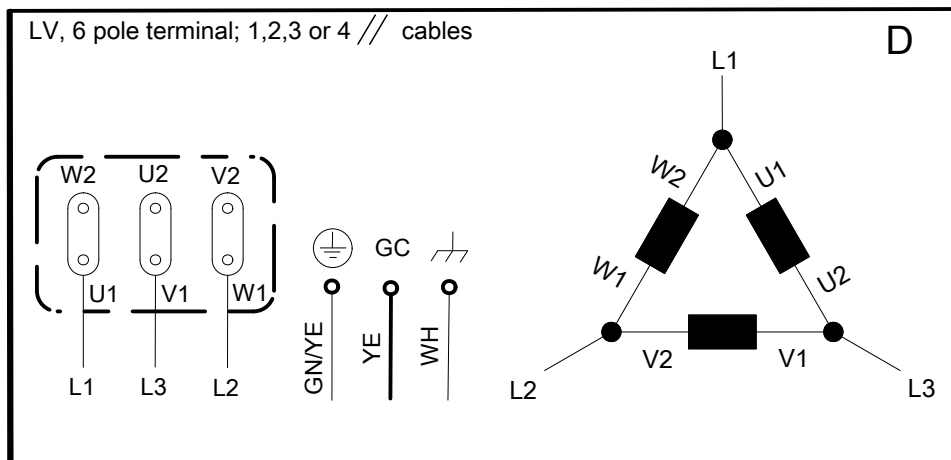 LV, 6 pole terminal; 1,2,3 or 4 // cables
D
L1
W2 U2 V2
W2 U1
GC
W1 U2
U1 V1 W1
GN/YE YE WH
V2 V1
L1 L3 L2
L2 L3